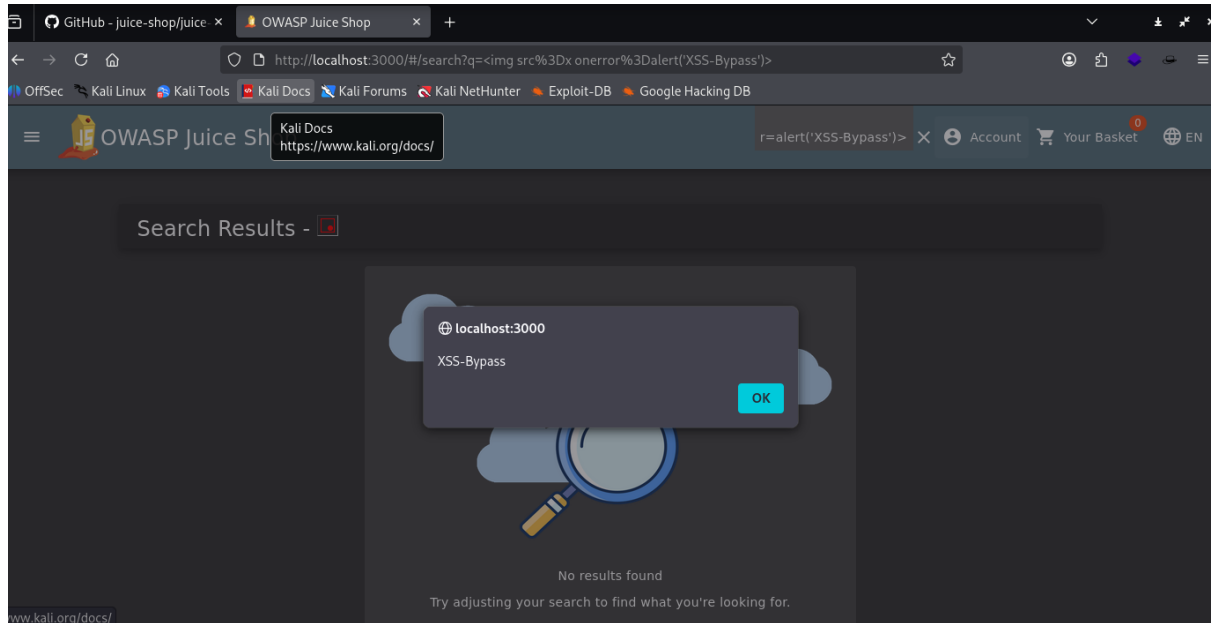 GitHub - juice-shop/juice- OWASP Juice Shop
http://localhost:3000/#/search?q=<img src%3Dx onerror%3Dalert('XSS-Bypass')>
OffSec Kali Linux Kali Tools Kali Docs Kali Forums Kali NetHunter Exploit-DB Google Hacking DB
OWASP Juice Sh r=alert('XSS-Bypass')> Account Your Basket 0 EN
Kali Docs
https://www.kali.org/docs/
Search Results -
localhost:3000
XSS-Bypass
OK
No results found
Try adjusting your search to find what you're looking for.
www.kali.org/docs/